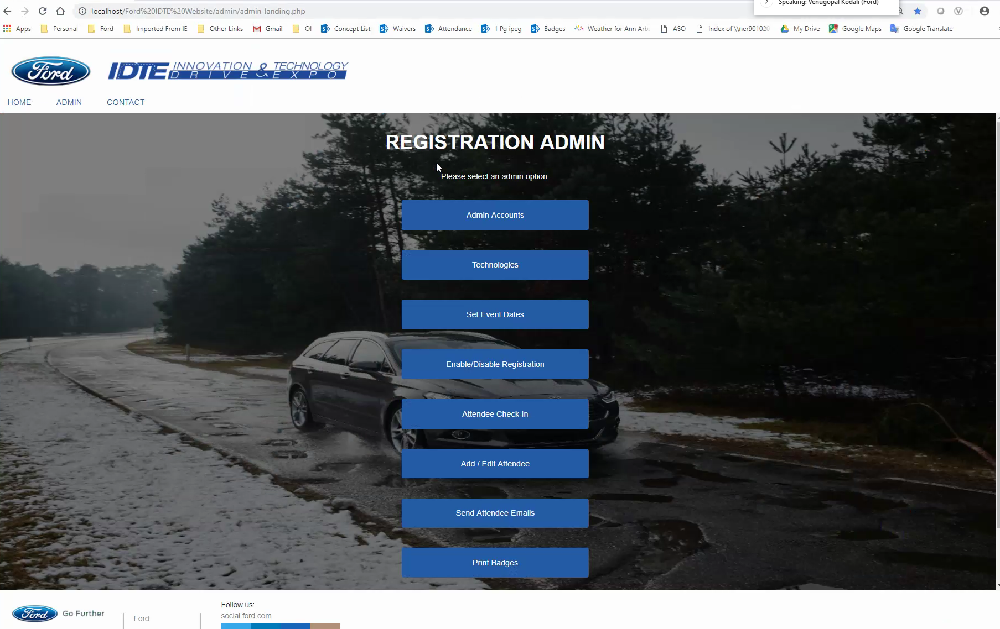 Speaking: Venugopal Kodali (Ford)
localhost/Ford%20IDTE%20Website/admin/admin-landing.php
Apps Personal Ford Imported From IE Other Links Gmail OI Concept List Waivers Attendance 1 Pg ipeg Badges Weather for Ann Arb ASO Index of \\ner901020 My Drive Google Maps Google Translate
Ford IDTE INNOVATION & TECHNOLOGY
DRIVE & EXPO
HOME ADMIN CONTACT
REGISTRATION ADMIN
Please select an admin option.
Admin Accounts
Technologies
Set Event Dates
Enable/Disable Registration
Attendee Check-In
Add / Edit Attendee
Send Attendee Emails
Print Badges
Ford Go Further
Ford
Follow us:
social.ford.com